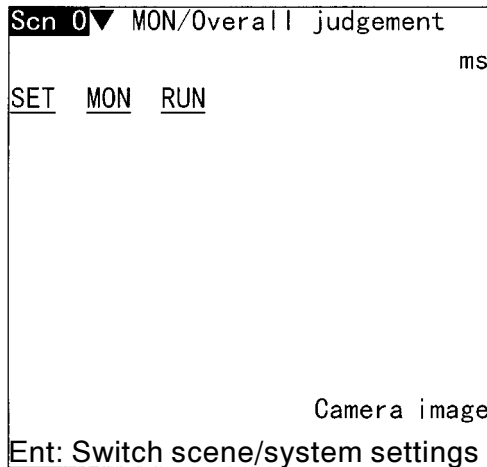 Scn 0▼ MON/Overall judgement
ms
SET MON RUN
Camera image
Ent: Switch scene/system settings